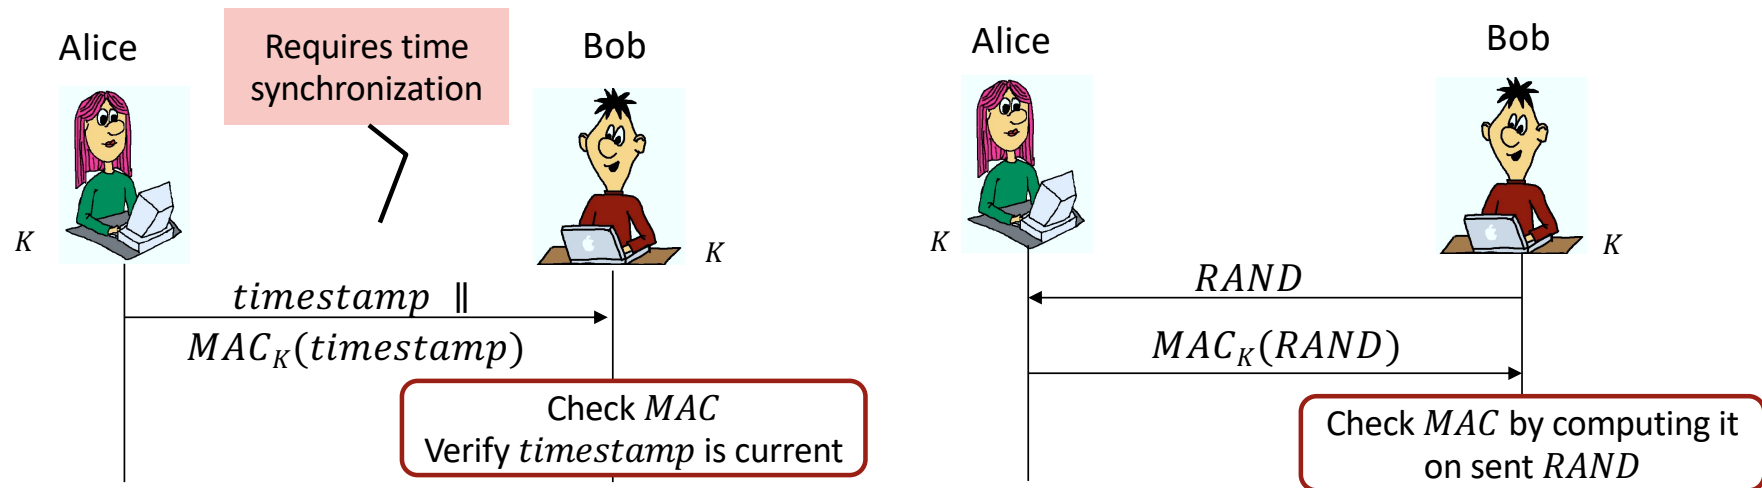 Alice
Requires time
synchronization
Bob
K
K
timestamp ||
MAC_K(timestamp)
Check MAC
Verify timestamp is current
Alice
Bob
K
K
RAND
MAC_K(RAND)
Check MAC by computing it
on sent RAND